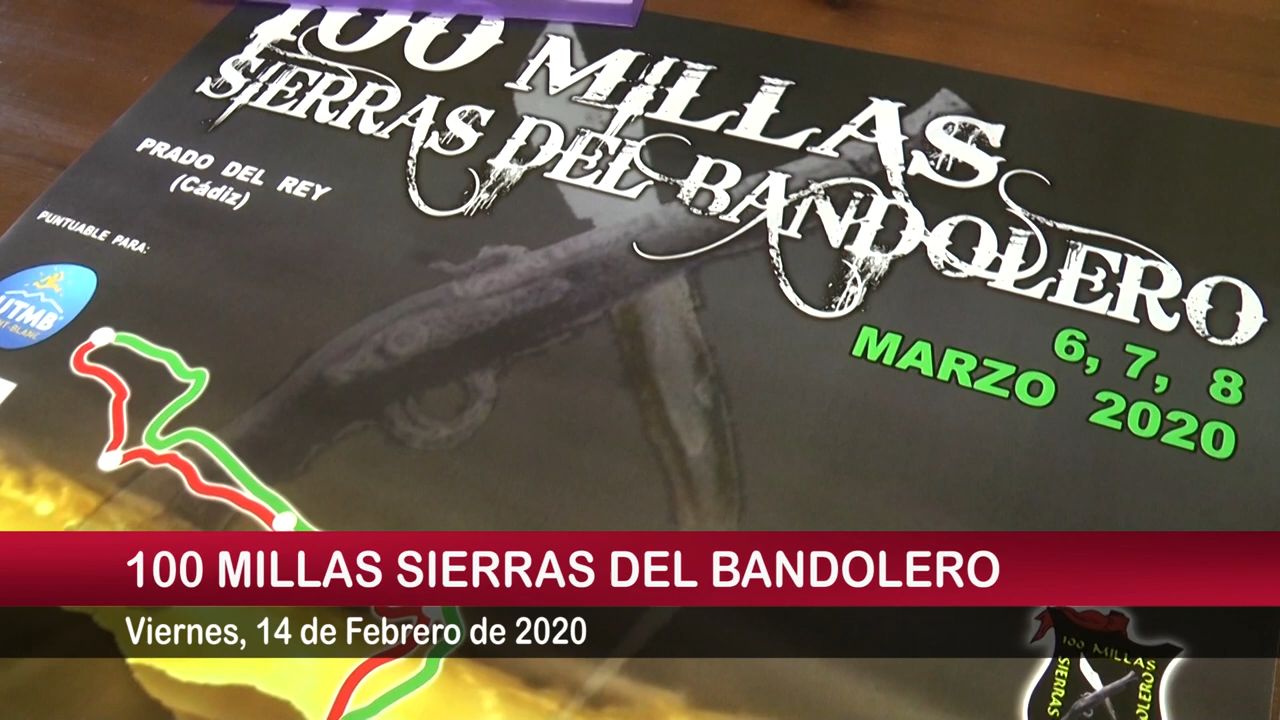 100 MILLAS
SIERRAS DEL BANDOLERO
PRADO DEL REY
(Cádiz)
PUNTUABLE PARA:
UTMB
6, 7, 8
MARZO 2020
100 MILLAS SIERRAS DEL BANDOLERO
Viernes, 14 de Febrero de 2020
100 MILLAS
SIERRAS